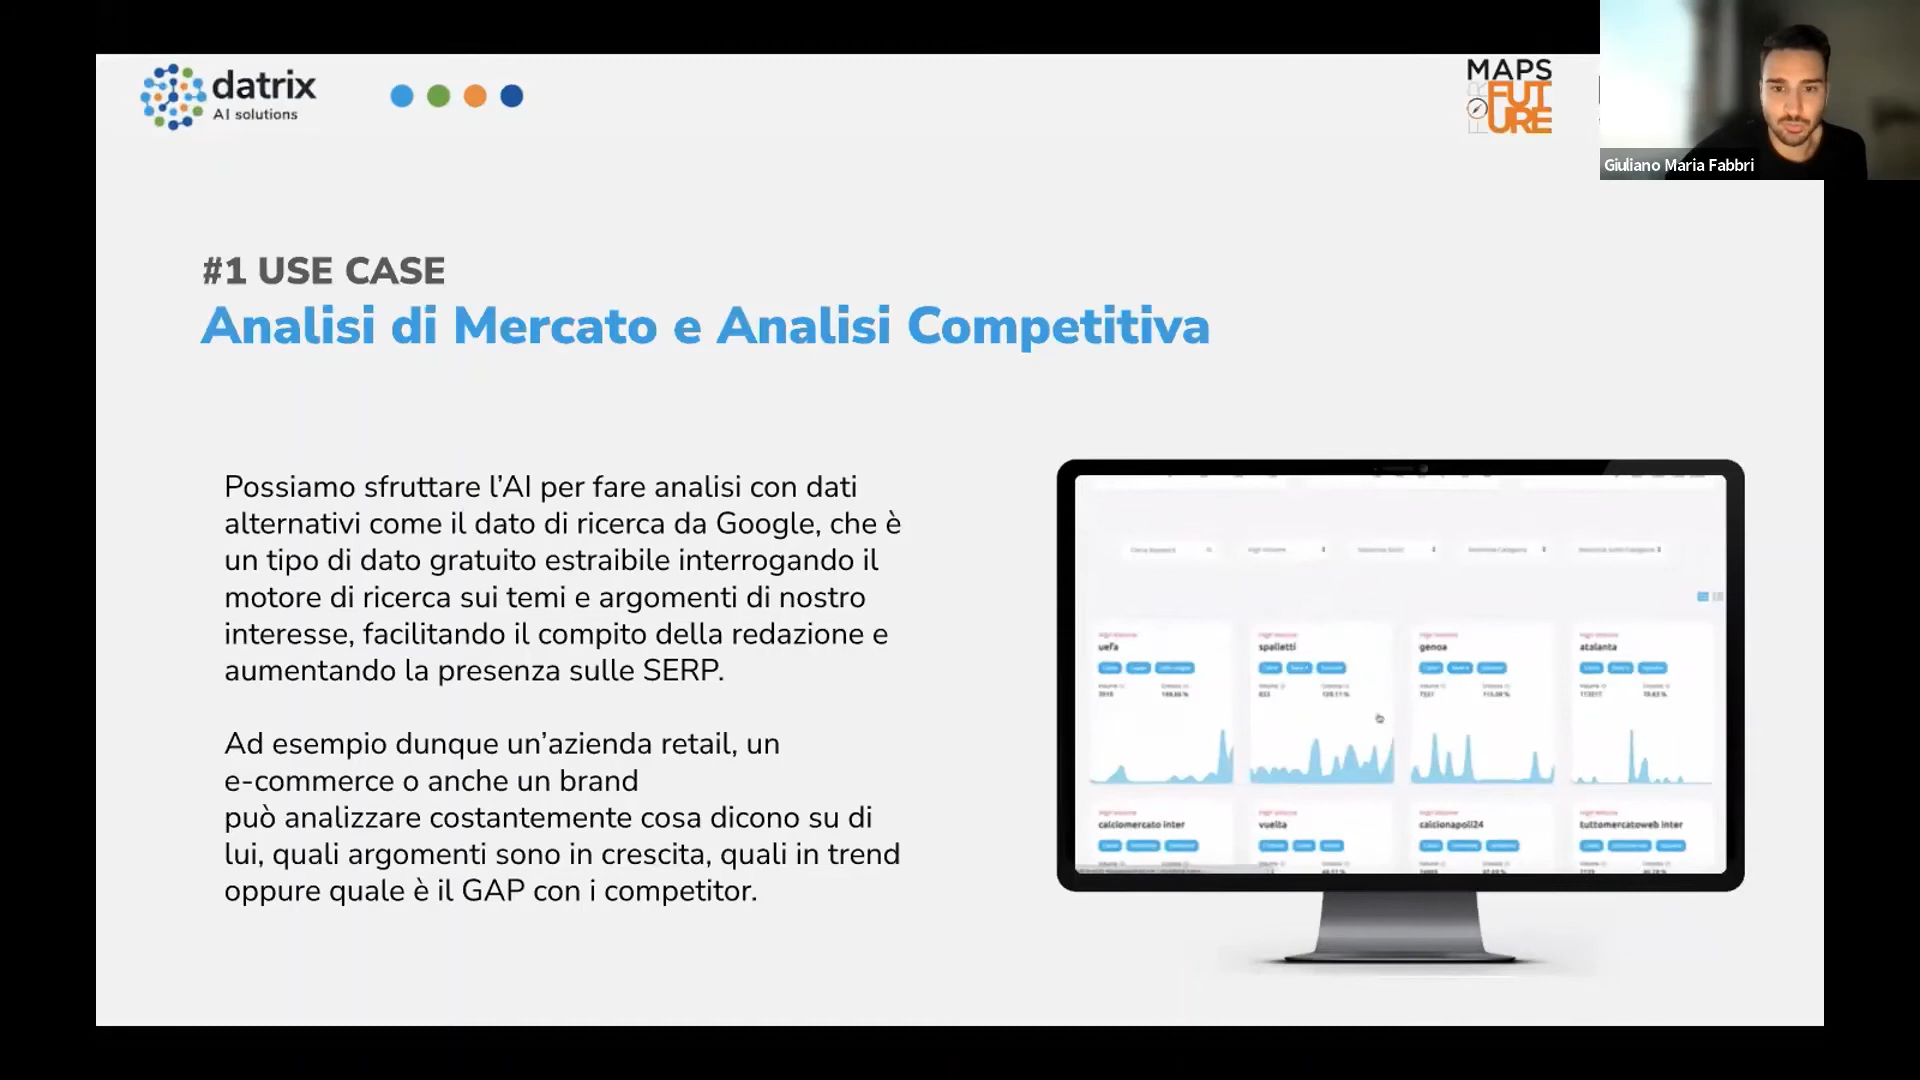 datrix
AI solutions
MAPS
FOR
FUTURE
Giuliano Maria Fabbri
#1 USE CASE
Analisi di Mercato e Analisi Competitiva
Possiamo sfruttare l’AI per fare analisi con dati
alternativi come il dato di ricerca da Google, che è
un tipo di dato gratuito estraibile interrogando il
motore di ricerca sui temi e argomenti di nostro
interesse, facilitando il compito della redazione e
aumentando la presenza sulle SERP.
Ad esempio dunque un’azienda retail, un
e-commerce o anche un brand
può analizzare costantemente cosa dicono su di
lui, quali argomenti sono in crescita, quali in trend
oppure quale è il GAP con i competitor.
uefa
spalletti
genoa
atalanta
calciomercato inter
vuelta
calcionapoli24
tuttomercatoweb inter